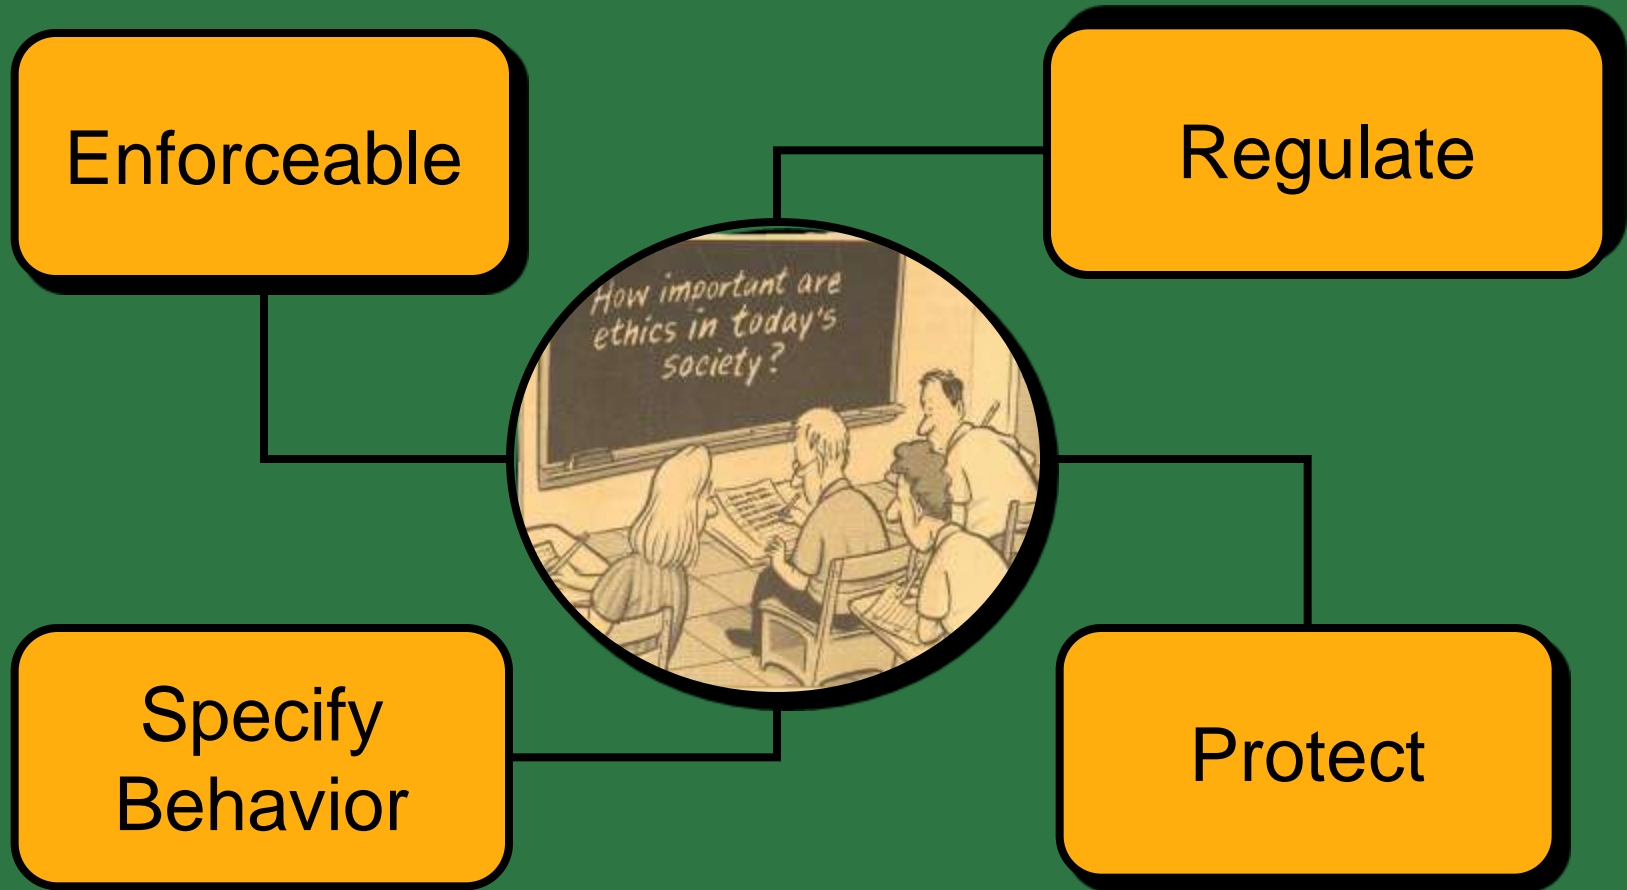 Enforceable
Regulate
How important are
ethics in today's
society?
Specify
Behavior
Protect